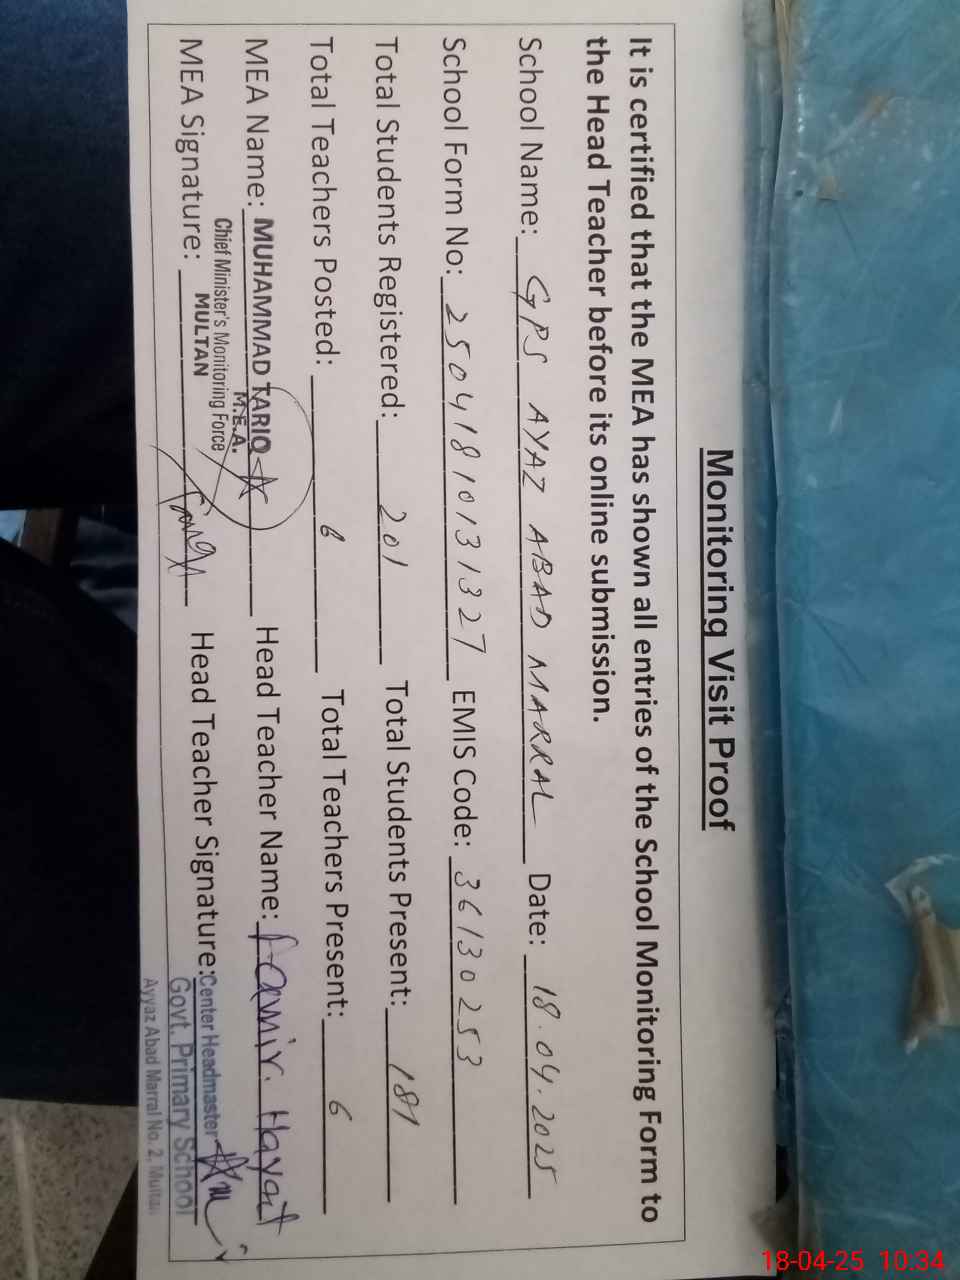 Monitoring Visit Proof
It is certified that the MEA has shown all entries of the School Monitoring Form to
the Head Teacher before its online submission.
School Name: GPS AYAZ ABAD MARRAL Date: 18.04.2025
School Form No: 25041810131327 EMIS Code: 36130253
Total Students Registered: 201 Total Students Present: 181
Total Teachers Posted: 6 Total Teachers Present: 6
MEA Name: MUHAMMAD TARIQ Head Teacher Name: Aamir. Hayat
M.E.A.
Chief Minister's Monitoring Force
MULTAN
MEA Signature: Head Teacher Signature: Center Headmaster
Govt. Primary School
Ayyaz Abad Marral No. 2, Multan
18-04-25 10:34